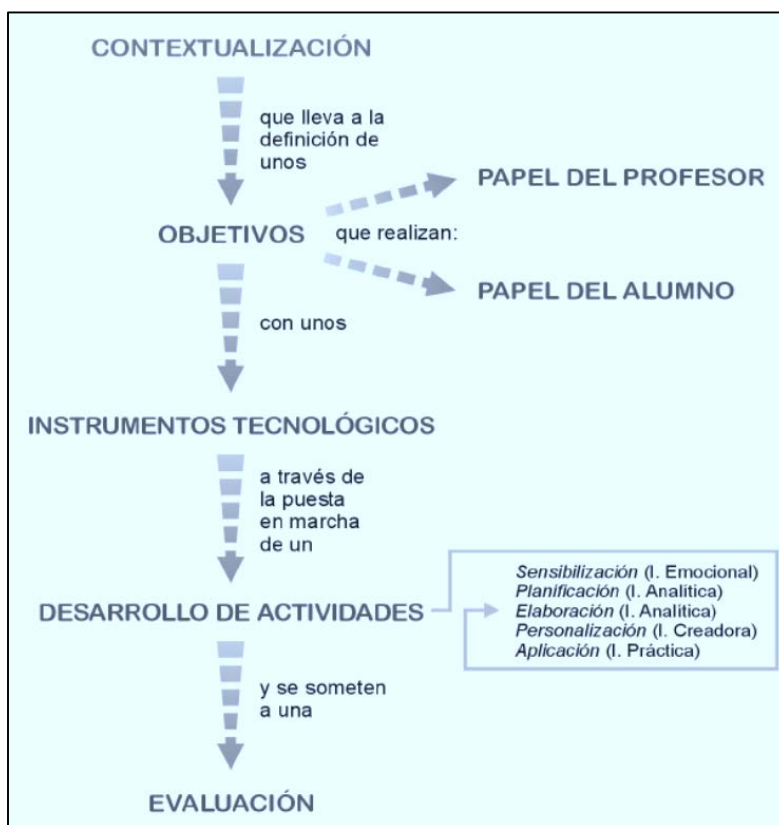 CONTEXTUALIZACIÓN
que lleva a la
definición de
unos
PAPEL DEL PROFESOR
OBJETIVOS
que realizan:
PAPEL DEL ALUMNO
con unos
INSTRUMENTOS TECNOLÓGICOS
a través de
la puesta
en marcha
de un
DESARROLLO DE ACTIVIDADES
Sensibilización (I. Emocional)
Planificación (I. Analítica)
Elaboración (I. Analítica)
Personalización (I. Creadora)
Aplicación (I. Práctica)
y se someten
a una
EVALUACIÓN